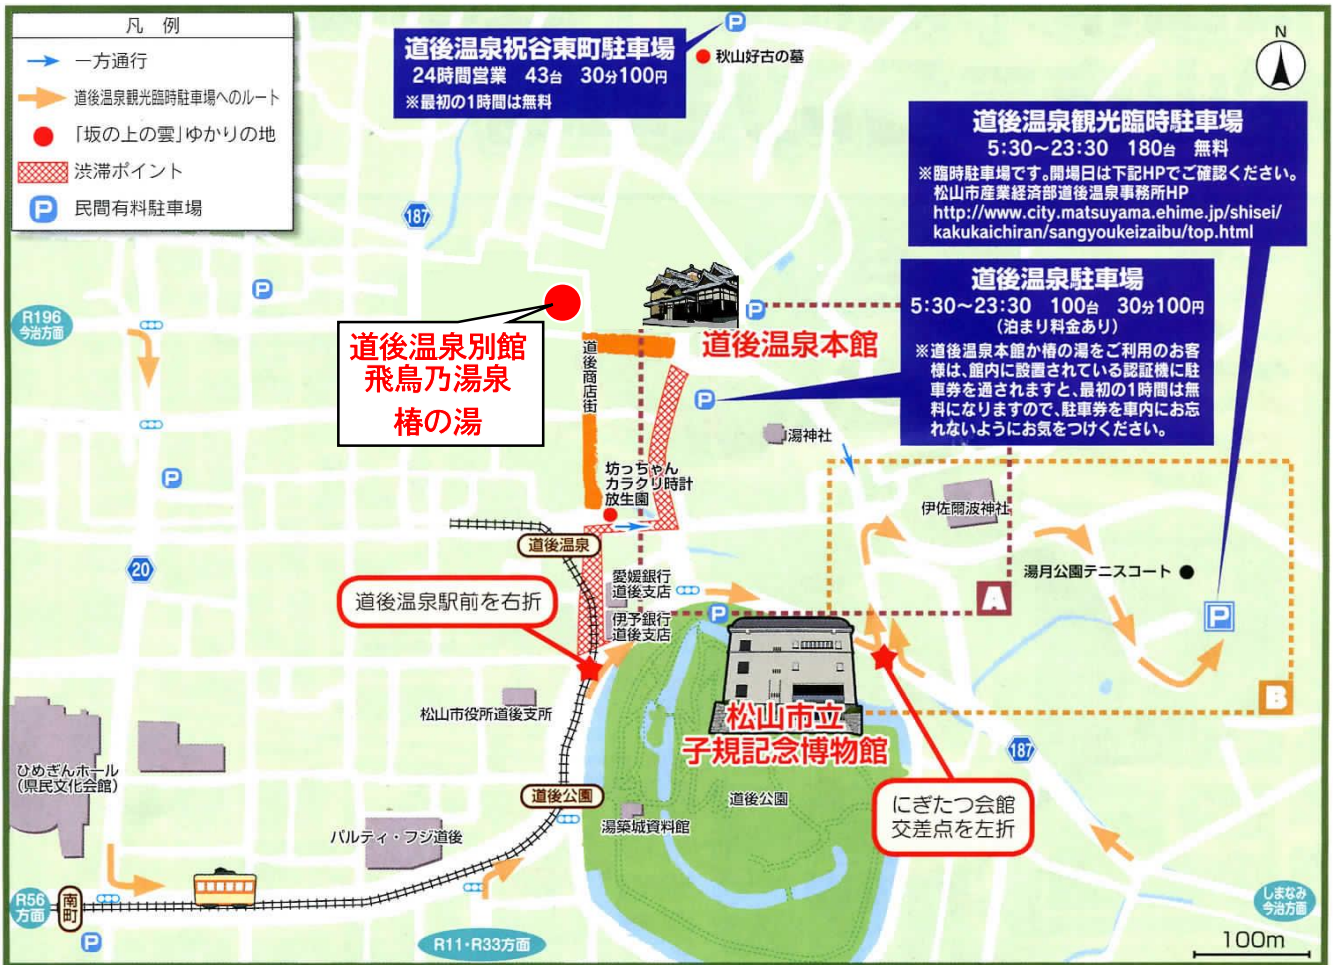 凡 例
一方通行
道後温泉観光臨時駐車場へのルート
「坂の上の雲」ゆかりの地
渋滞ポイント
P
民間有料駐車場
道後温泉祝谷東町駐車場
24時間営業 43台 30分100円
※最初の1時間は無料
P
秋山好古の墓
N
道後温泉観光臨時駐車場
5:30～23:30 180台 無料
※臨時駐車場です。開場日は下記HPでご確認ください。
松山市産業経済部道後温泉事務所HP
http://www.city.matsuyama.ehime.jp/shisei/
kakukaichiran/sangyoukeizaibu/top.html
187
P
R196
今治方面
道後温泉別館
飛鳥乃湯泉
椿の湯
道後商店街
P
道後温泉本館
道後温泉駐車場
5:30～23:30 100台 30分100円
(泊まり料金あり)
※道後温泉本館か椿の湯をご利用のお客
様は、館内に設置されている認証機に駐
車券を通されますと、最初の1時間は無
料になりますので、駐車券を車内にお忘
れないようにお気をつけください。
P
湯神社
P
坊っちゃん
カラクリ時計
放生園
伊佐爾波神社
道後温泉
20
愛媛銀行
道後支店
湯月公園テニスコート
道後温泉駅前を右折
伊予銀行
道後支店
P
A
P
B
松山市役所道後支所
松山市立
子規記念博物館
187
ひめぎんホール
(県民文化会館)
道後公園
道後公園
にぎたつ会館
交差点を左折
湯築城資料館
パルティ・フジ道後
R56
方面
南町
P
R11・R33方面
しまなみ
今治方面
100m